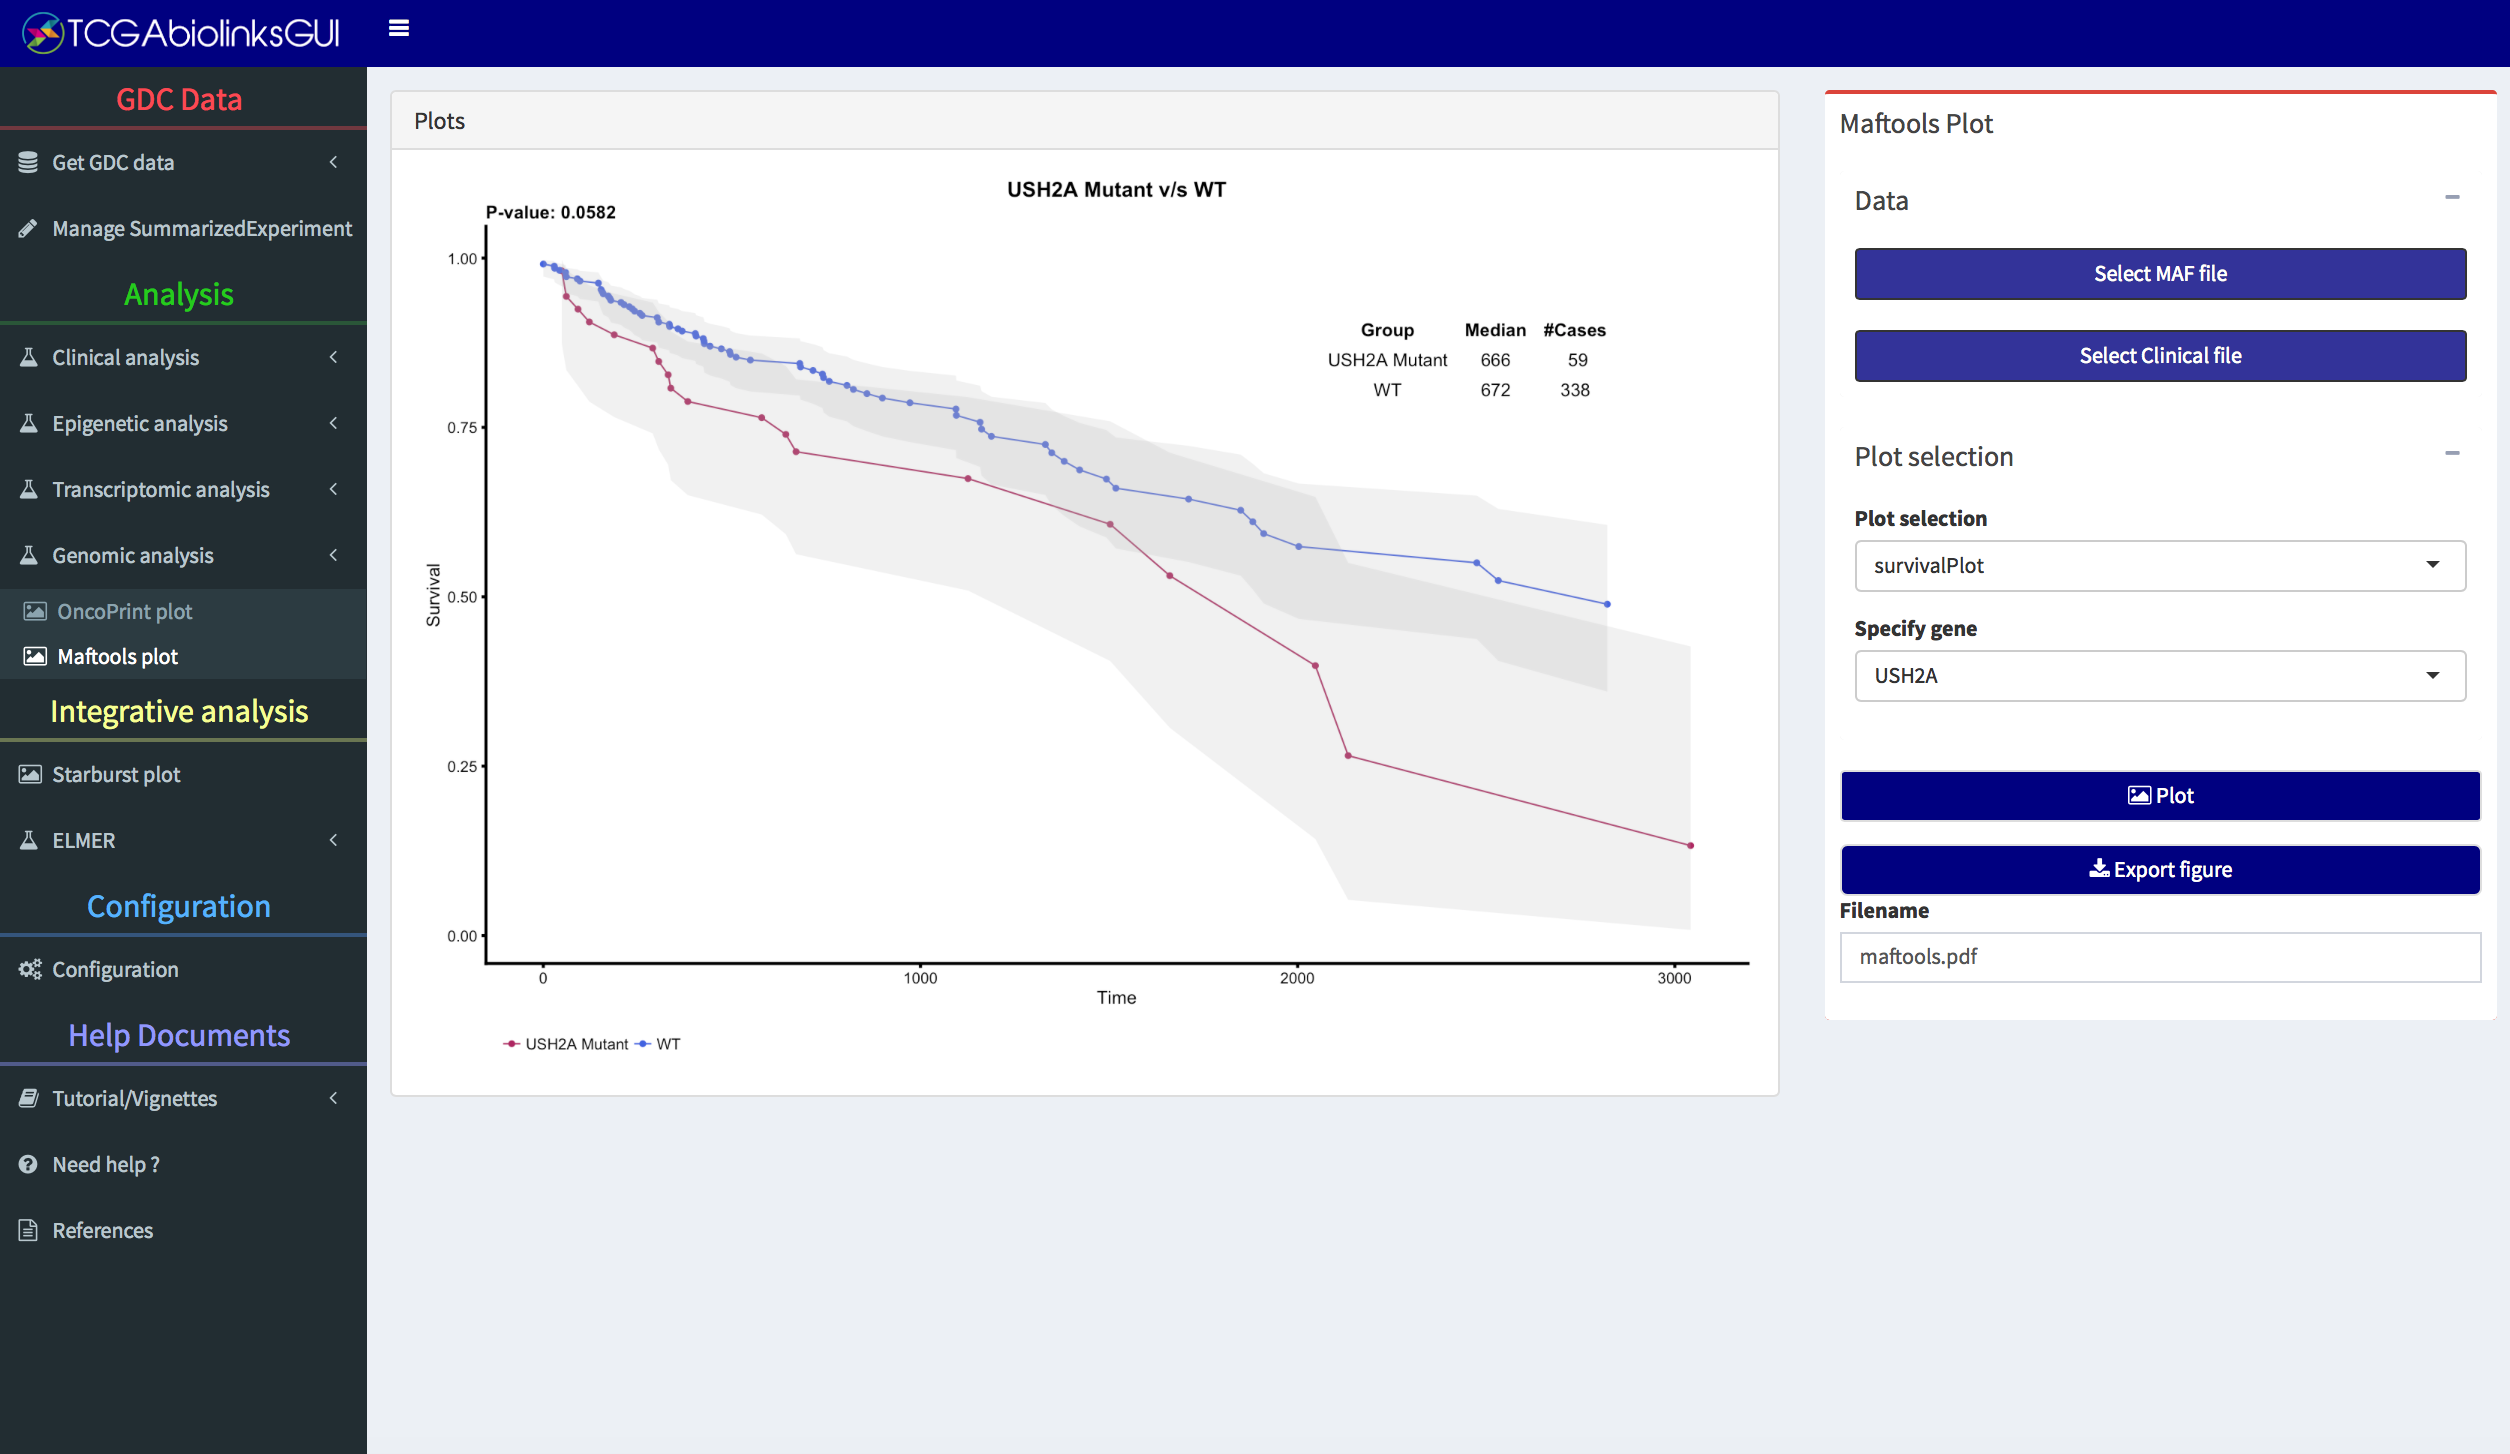 TCGAbiolinksGUI
GDC Data
Get GDC data
Manage SummarizedExperiment
Analysis
Clinical analysis
Epigenetic analysis
Transcriptomic analysis
Genomic analysis
OncoPrint plot
Maftools plot
Integrative analysis
Starburst plot
ELMER
Configuration
Configuration
Help Documents
Tutorial/Vignettes
Need help ?
References
Plots
USH2A Mutant v/s WT
P-value: 0.0582
1.00
0.75
0.50
0.25
0.00
Survival
Group Median #Cases
USH2A Mutant 666 59
WT 672 338
0 1000 2000 3000
Time
USH2A Mutant WT
Maftools Plot
Data
Select MAF file
Select Clinical file
Plot selection
Plot selection
survivalPlot
Specify gene
USH2A
Plot
Export figure
Filename
maftools.pdf